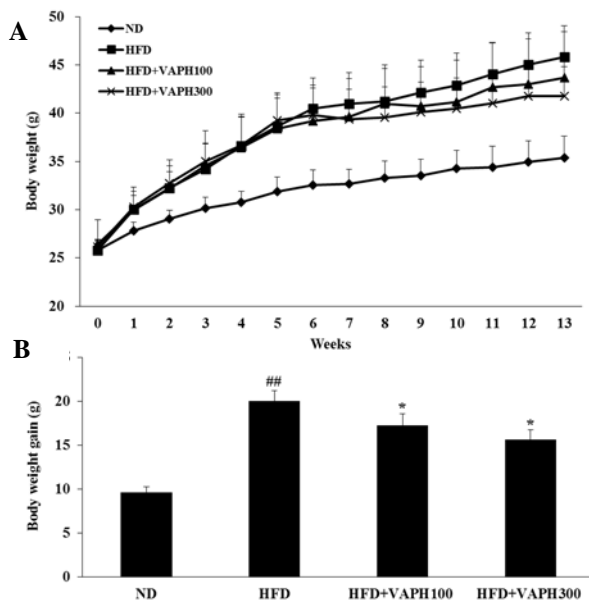 A
ND
HFD
HFD+VAPH100
HFD+VAPH300
Body weight (g)
50
45
40
35
30
25
20
0 1 2 3 4 5 6 7 8 9 10 11 12 13
Weeks
B
Body weight gain (g)
20
15
10
5
0
##
*
*
ND HFD HFD+VAPH100 HFD+VAPH300